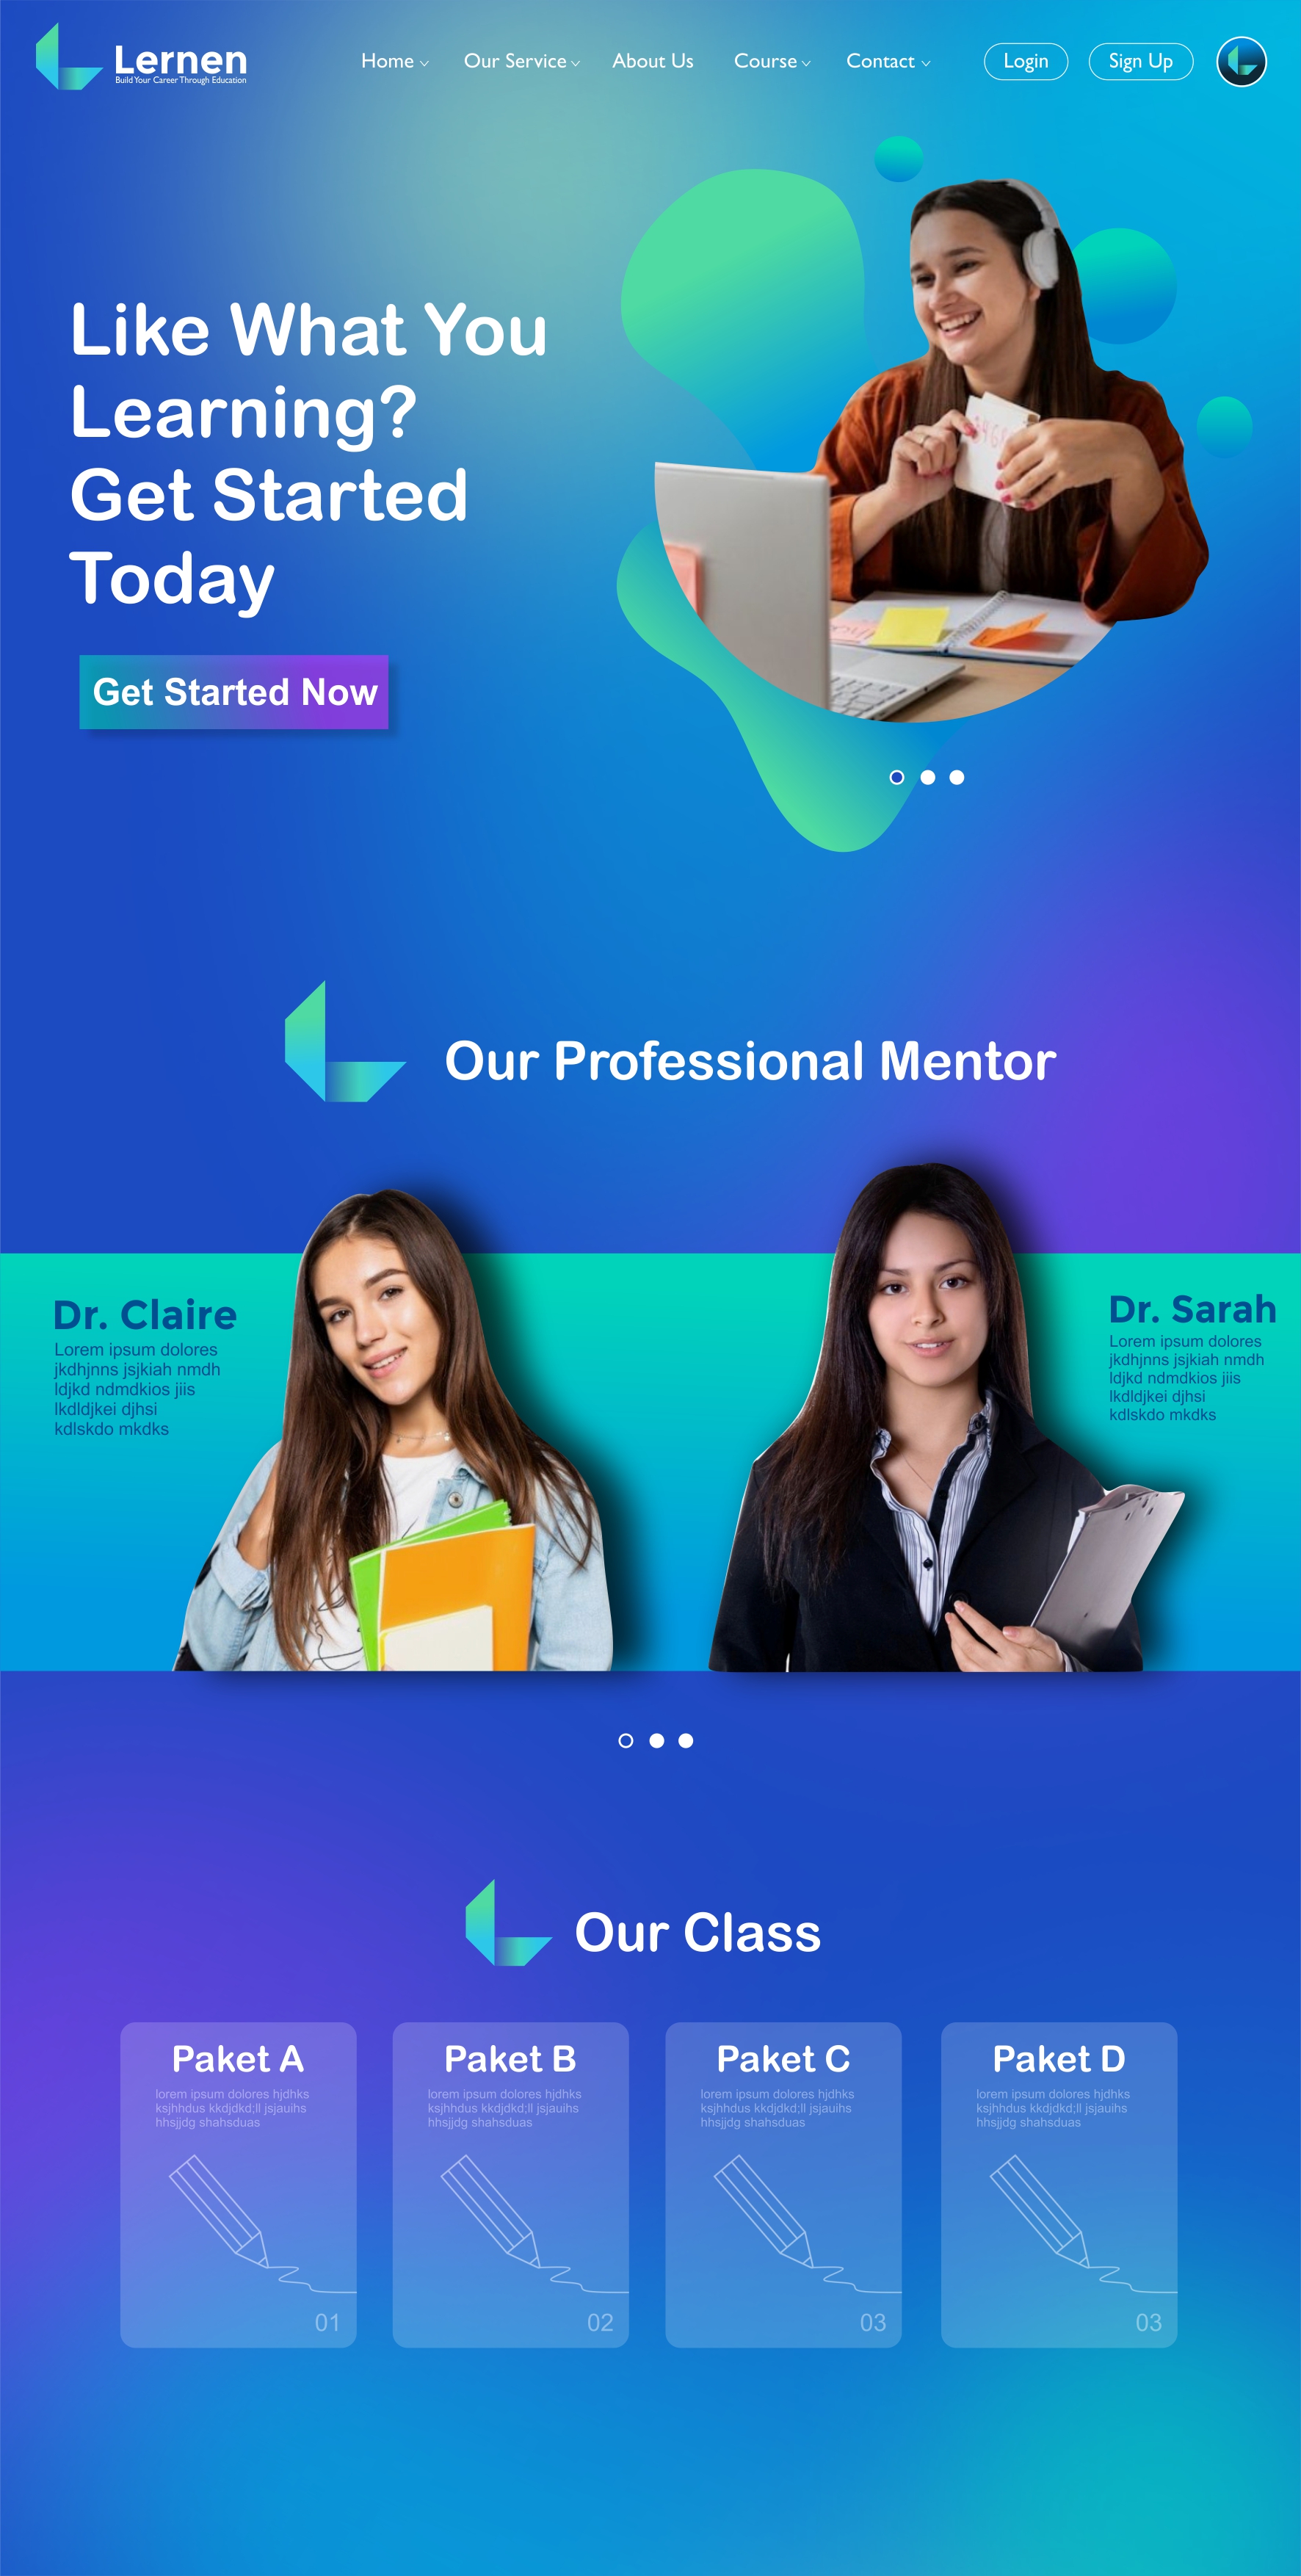 Lernen
Build Your Career Through Education
Home
Our Service
About Us
Course
Contact
Login
Sign Up
Like What You
Learning?
Get Started
Today
Get Started Now
Our Professional Mentor
Dr. Claire
Lorem ipsum dolores
jkdhjnns jsjkiah nmdh
ldjkd ndmdkios jiis
lkdldjkei djhsi
kdlskdo mkdks
Dr. Sarah
Lorem ipsum dolores
jkdhjnns jsjkiah nmdh
ldjkd ndmdkios jiis
lkdldjkei djhsi
kdlskdo mkdks
Our Class
Paket A
lorem ipsum dolores hjdhks
ksjhhdus kkdjdkd;ll jsjauihs
hhsjjdg shahsduas
01
Paket B
lorem ipsum dolores hjdhks
ksjhhdus kkdjdkd;ll jsjauihs
hhsjjdg shahsduas
02
Paket C
lorem ipsum dolores hjdhks
ksjhhdus kkdjdkd;ll jsjauihs
hhsjjdg shahsduas
03
Paket D
lorem ipsum dolores hjdhks
ksjhhdus kkdjdkd;ll jsjauihs
hhsjjdg shahsduas
03